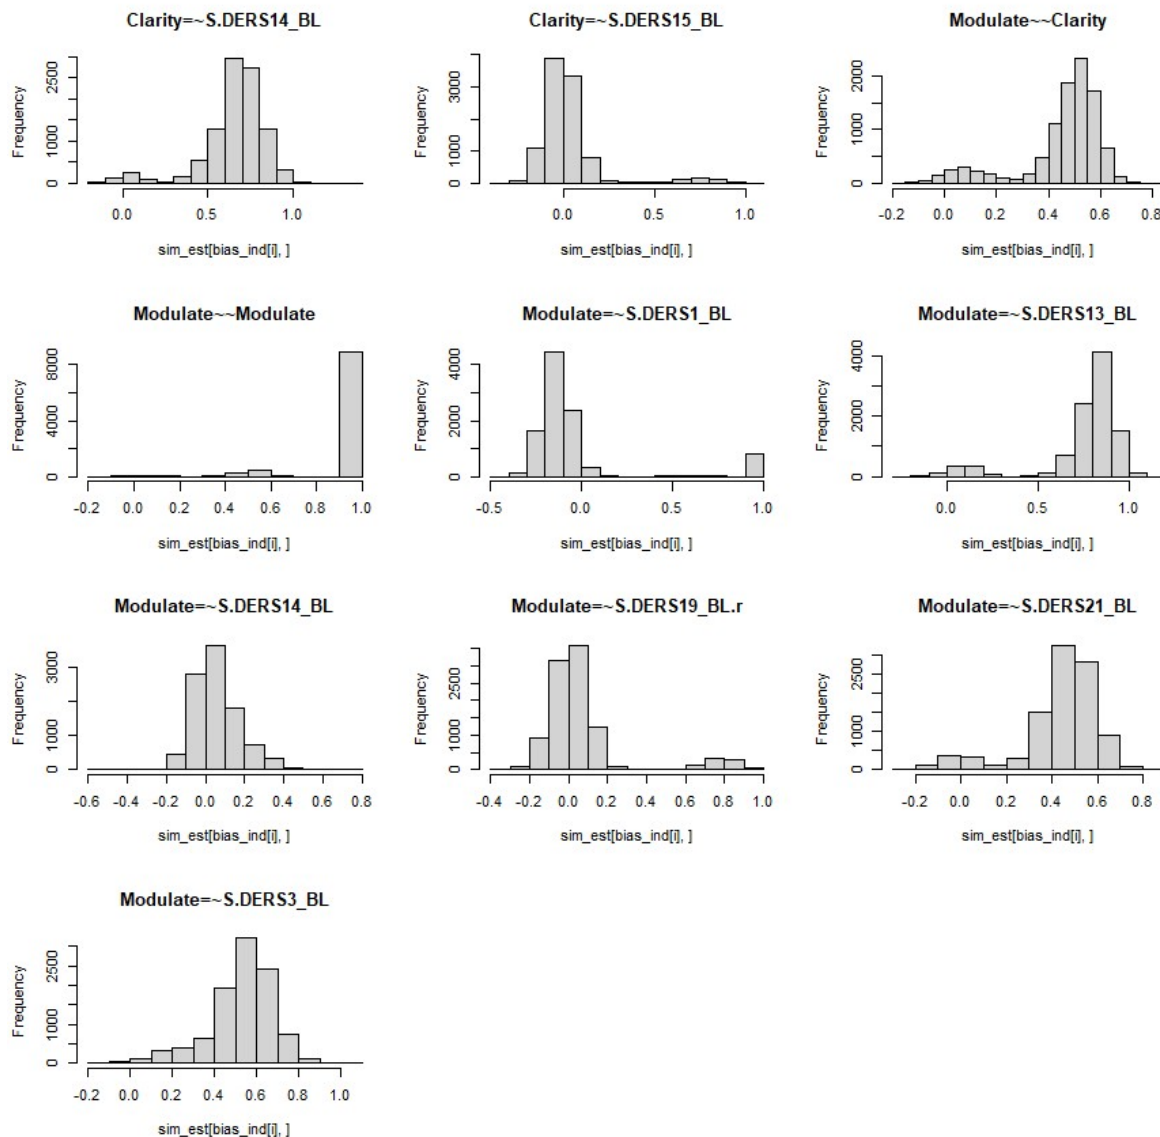 Clarity=~S.DERS14_BL
Frequency
0 1000 2500
0.0 0.5 1.0
sim_est[bias_ind[i], ]
Clarity=~S.DERS15_BL
Frequency
0 1000 3000
0.0 0.5 1.0
sim_est[bias_ind[i], ]
Modulate~~Clarity
Frequency
0 1000 2000
-0.2 0.0 0.2 0.4 0.6 0.8
sim_est[bias_ind[i], ]
Modulate~~Modulate
Frequency
0 4000 8000
-0.2 0.0 0.2 0.4 0.6 0.8 1.0
sim_est[bias_ind[i], ]
Modulate=~S.DERS1_BL
Frequency
0 2000 4000
-0.5 0.0 0.5 1.0
sim_est[bias_ind[i], ]
Modulate=~S.DERS13_BL
Frequency
0 2000 4000
0.0 0.5 1.0
sim_est[bias_ind[i], ]
Modulate=~S.DERS14_BL
Frequency
0 1000 3000
-0.6 -0.4 -0.2 0.0 0.2 0.4 0.6 0.8
sim_est[bias_ind[i], ]
Modulate=~S.DERS19_BL.r
Frequency
0 1000 2500
-0.4 -0.2 0.0 0.2 0.4 0.6 0.8 1.0
sim_est[bias_ind[i], ]
Modulate=~S.DERS21_BL
Frequency
0 1000 2500
-0.2 0.0 0.2 0.4 0.6 0.8
sim_est[bias_ind[i], ]
Modulate=~S.DERS3_BL
Frequency
0 1000 2500
-0.2 0.0 0.2 0.4 0.6 0.8 1.0
sim_est[bias_ind[i], ]